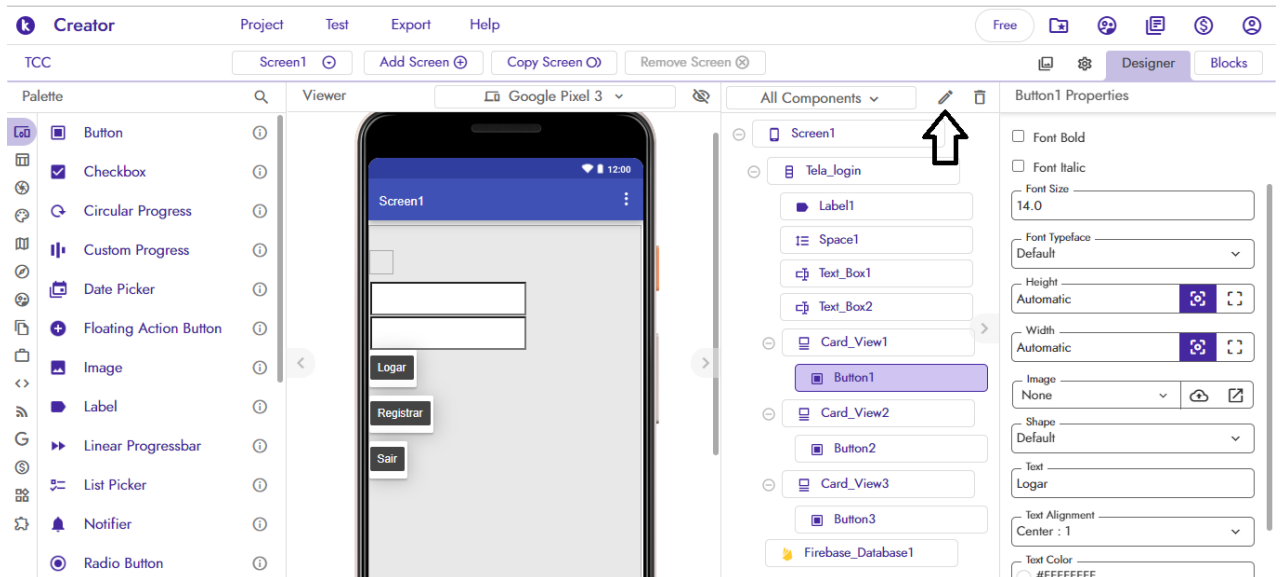 Creator
Project
Test
Export
Help
Free
TCC
Screen1
Add Screen
Copy Screen
Remove Screen
Designer
Blocks
Palette
Viewer
Google Pixel 3
All Components
Button1 Properties
Button
Checkbox
Circular Progress
Custom Progress
Date Picker
Floating Action Button
Image
Label
Linear Progressbar
List Picker
Notifier
Radio Button
12:00
Screen1
Logar
Registrar
Sair
Screen1
Tela_login
Label1
Space1
Text_Box1
Text_Box2
Card_View1
Button1
Card_View2
Button2
Card_View3
Button3
Firebase_Database1
Font Bold
Font Italic
Font Size
14.0
Font Typeface
Default
Height
Automatic
Width
Automatic
Image
None
Shape
Default
Text
Logar
Text Alignment
Center : 1
Text Color
#FFFFFFFF